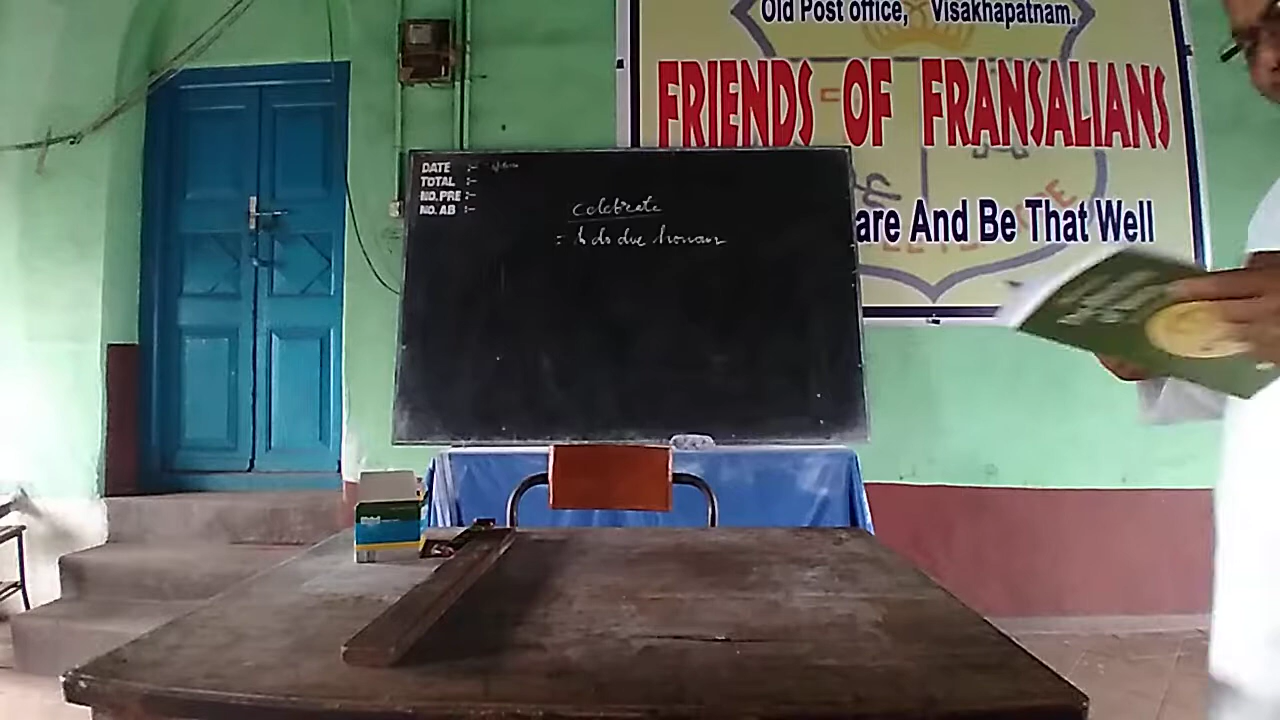 Old Post office, Visakhapatnam.
FRIENDS OF FRANSALIANS
are And Be That Well
DATE :-
TOTAL :-
NO. PRE :-
NO. AB :-
celebrate
= to do due honour